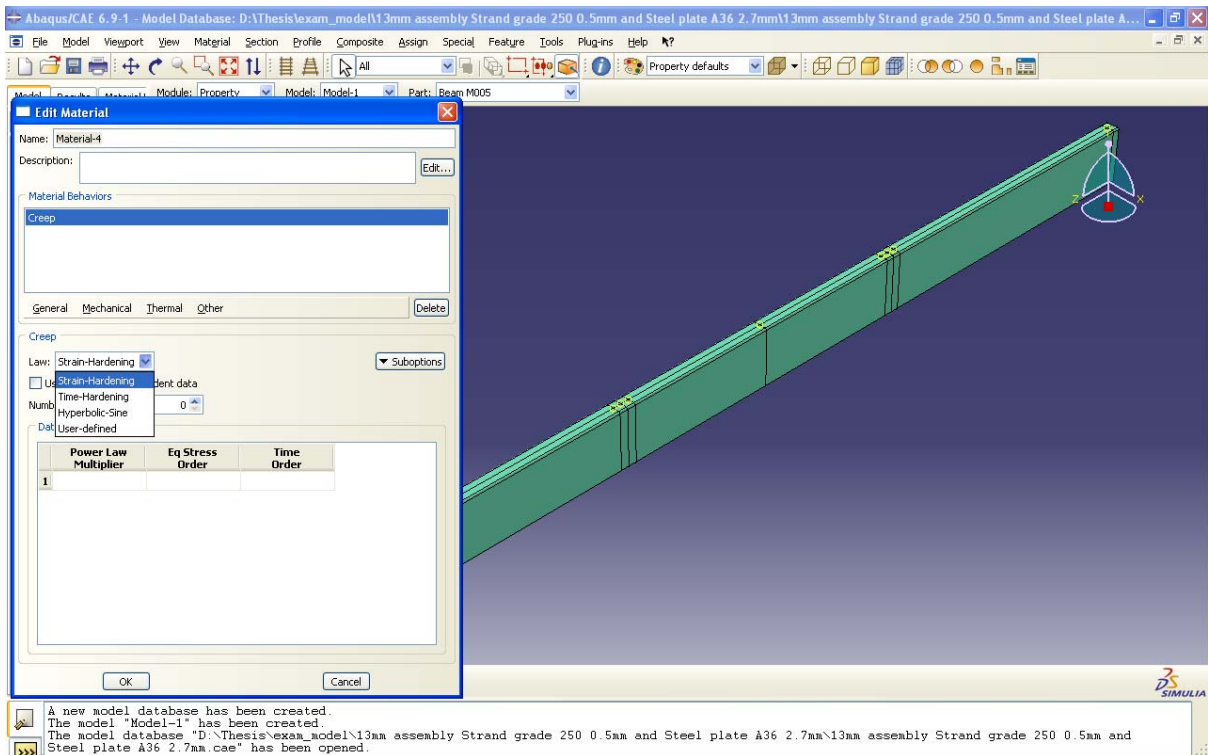 Abaqus/CAE 6.9-1 - Model Database: D:\Thesis\exam_model\13mm assembly Strand grade 250 0.5mm and Steel plate A36 2.7mm\13mm assembly Strand grade 250 0.5mm and Steel plate A...
File Model Viewport View Material Section Profile Composite Assign Special Feature Tools Plug-ins Help
All Property defaults
Model Results Material Module: Property Model: Model-1 Part: Beam M005
Edit Material
Name: Material-4
Description:
Edit...
Material Behaviors
Creep
General Mechanical Thermal Other Delete
Creep
Law: Strain-Hardening Suboptions
Strain-Hardening dent data
Time-Hardening
Numb 0
Hyperbolic-Sine
User-defined
Power Law Multiplier Eq Stress Order Time Order
1
OK Cancel
Z X
SIMULIA
A new model database has been created.
The model "Model-1" has been created.
The model database "D:\Thesis\exam_model\13mm assembly Strand grade 250 0.5mm and Steel plate A36 2.7mm\13mm assembly Strand grade 250 0.5mm and
Steel plate A36 2.7mm.cae" has been opened.